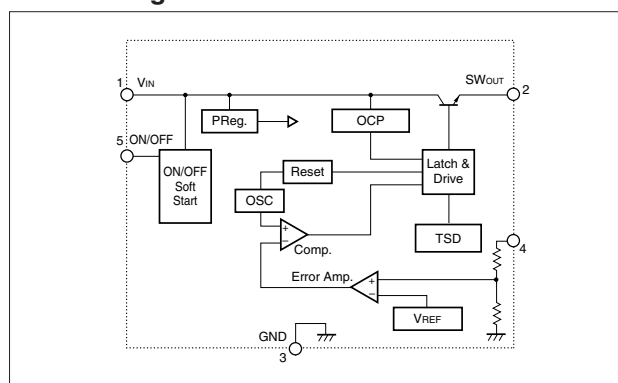 1 VIN
SWOUT 2
PReg.
OCP
5 ON/OFF
ON/OFF
Soft
Start
Reset
Latch &
Drive
OSC
+
−
Comp.
TSD
4
Error Amp.
+
−
VREF
GND
3